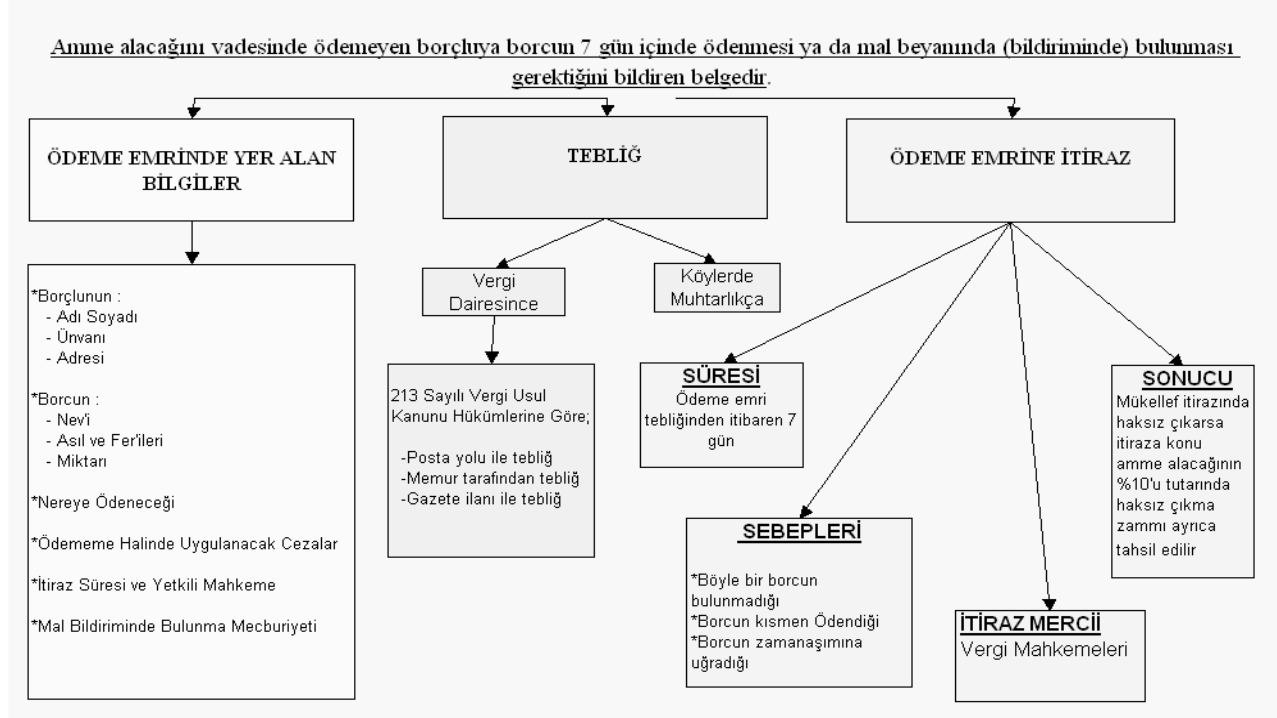 Amme alacağını vadesinde ödemeyen borçluya borcun 7 gün içinde ödenmesi ya da mal beyanında (bildiriminde) bulunması
gerektiğini bildiren belgedir.
ÖDEME EMRİNDE YER ALAN
BİLGİLER
*Borçlunun :
- Adı Soyadı
- Ünvanı
- Adresi
*Borcun :
- Nev'i
- Asıl ve Fer'ileri
- Miktarı
*Nereye Ödeneceği
*Ödememe Halinde Uygulanacak Cezalar
*İtiraz Süresi ve Yetkili Mahkeme
*Mal Bildiriminde Bulunma Mecburiyeti
TEBLİĞ
Vergi
Dairesince
Köylerde
Muhtarlıkça
213 Sayılı Vergi Usul
Kanunu Hükümlerine Göre;
-Posta yolu ile tebliğ
-Memur tarafından tebliğ
-Gazete ilanı ile tebliğ
ÖDEME EMRİNE İTİRAZ
SÜRESİ
Ödeme emri
tebliğinden itibaren 7
gün
SEBEPLERİ
*Böyle bir borcun
bulunmadığı
*Borcun kısmen Ödendiği
*Borcun zamanaşımına
uğradığı
İTİRAZ MERCİİ
Vergi Mahkemeleri
SONUCU
Mükellef itirazında
haksız çıkarsa
itiraza konu
amme alacağının
%10'u tutarında
haksız çıkma
zammı ayrıca
tahsil edilir